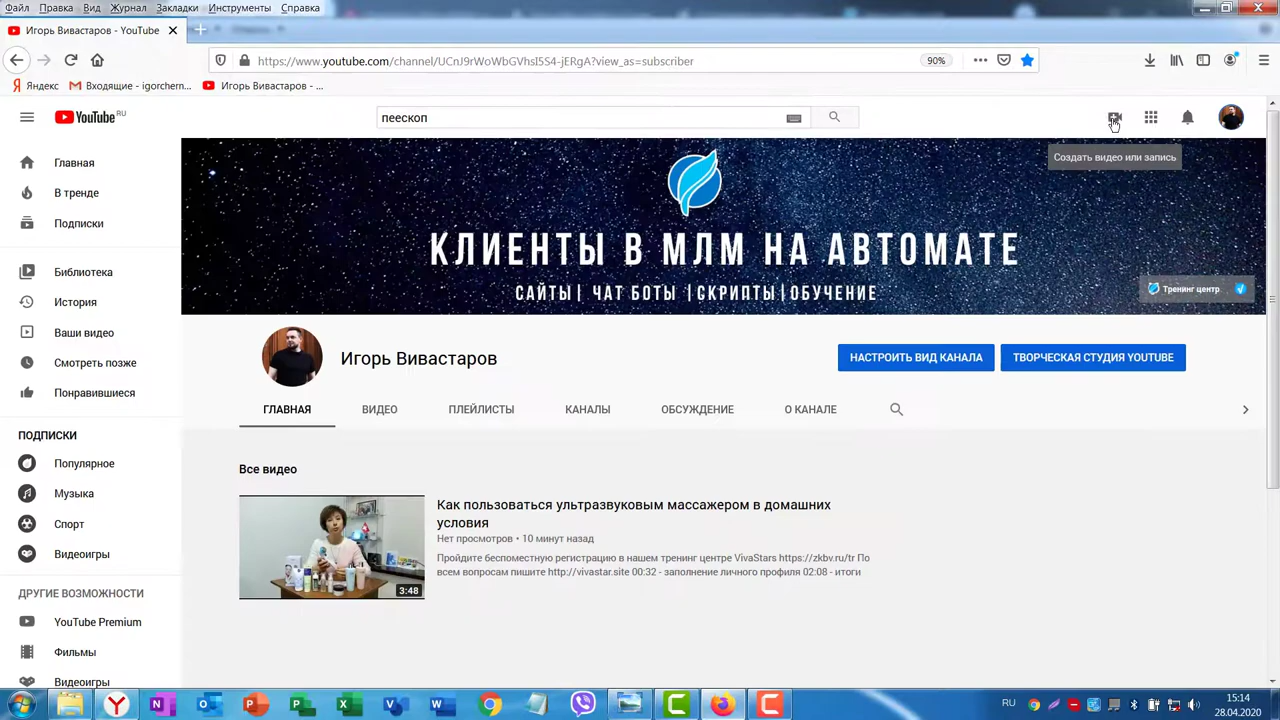 Файл Правка Вид Журнал Закладки Инструменты Справка
Игорь Вивастаров - YouTube
https://www.youtube.com/channel/UCnJ9rWoWbGVhsI5S4-jERgA?view_as=subscriber
90%
Яндекс
Входящие - igorchern...
Игорь Вивастаров - ...
YouTube RU
пеескоп
Создать видео или запись
Главная
В тренде
Подписки
Библиотека
История
Ваши видео
Смотреть позже
Понравившиеся
ПОДПИСКИ
Популярное
Музыка
Спорт
Видеоигры
ДРУГИЕ ВОЗМОЖНОСТИ
YouTube Premium
Фильмы
Видеоигры
КЛИЕНТЫ В МЛМ НА АВТОМАТЕ
САЙТЫ| ЧАТ БОТЫ |СКРИПТЫ|ОБУЧЕНИЕ
Тренинг центр
Игорь Вивастаров
НАСТРОИТЬ ВИД КАНАЛА
ТВОРЧЕСКАЯ СТУДИЯ YOUTUBE
ГЛАВНАЯ ВИДЕО ПЛЕЙЛИСТЫ КАНАЛЫ ОБСУЖДЕНИЕ О КАНАЛЕ
Все видео
3:48
Как пользоваться ультразвуковым массажером в домашних
условия
Нет просмотров • 10 минут назад
Пройдите беспоместную регистрацию в нашем тренинг центре VivaStars https://zkbv.ru/tr По
всем вопросам пишите http://vivastar.site 00:32 - заполнение личного профиля 02:08 - итоги
RU
15:14
28.04.2020